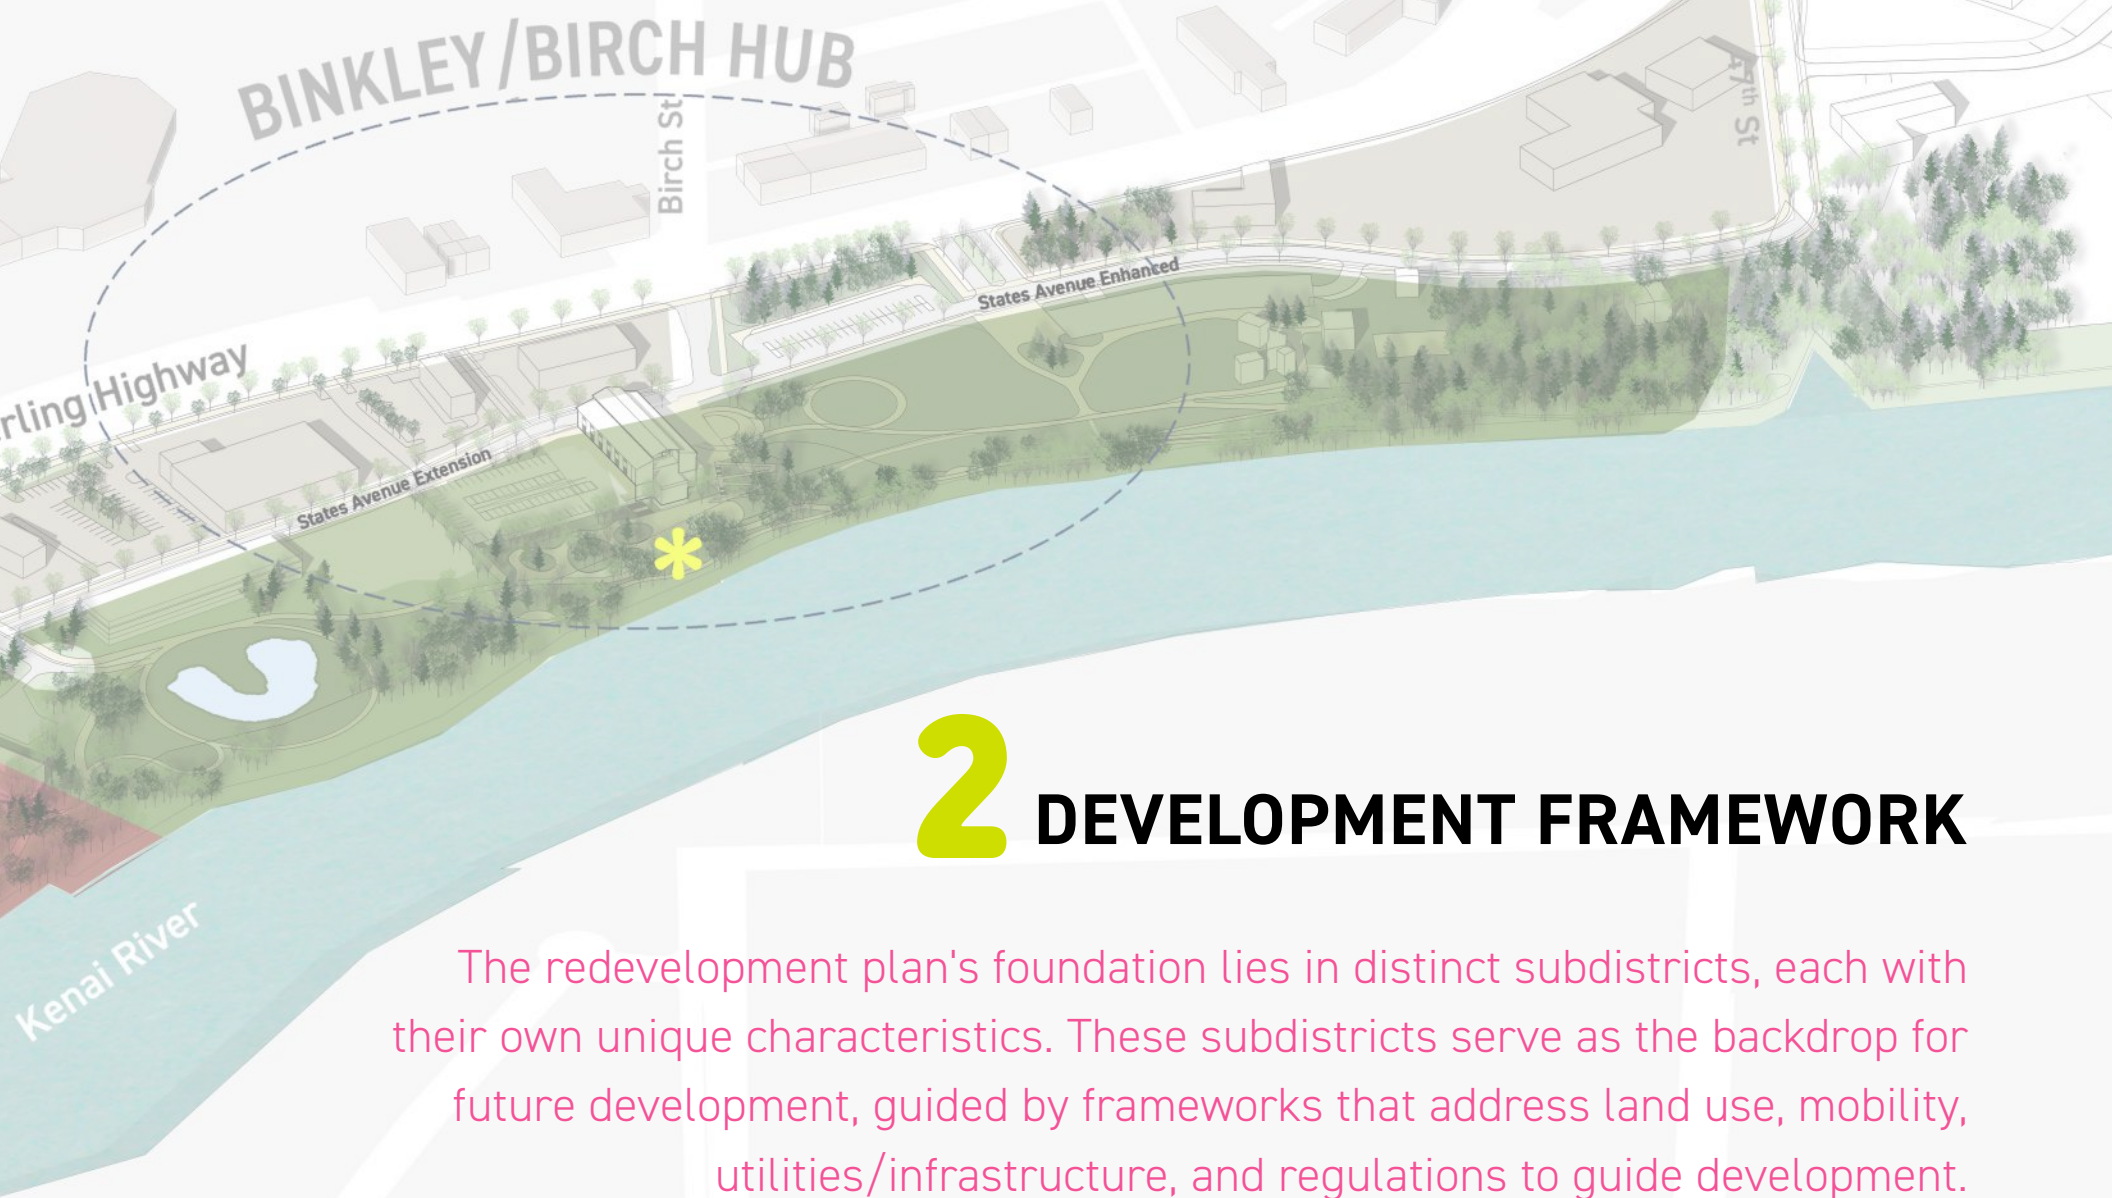 BINKLEY/BIRCH HUB
Birch St
47th St
States Avenue Enhanced
Highway
States Avenue Extension
2 DEVELOPMENT FRAMEWORK
Kenai River
The redevelopment plan's foundation lies in distinct subdistricts, each with
their own unique characteristics. These subdistricts serve as the backdrop for
future development, guided by frameworks that address land use, mobility,
utilities/infrastructure, and regulations to guide development.